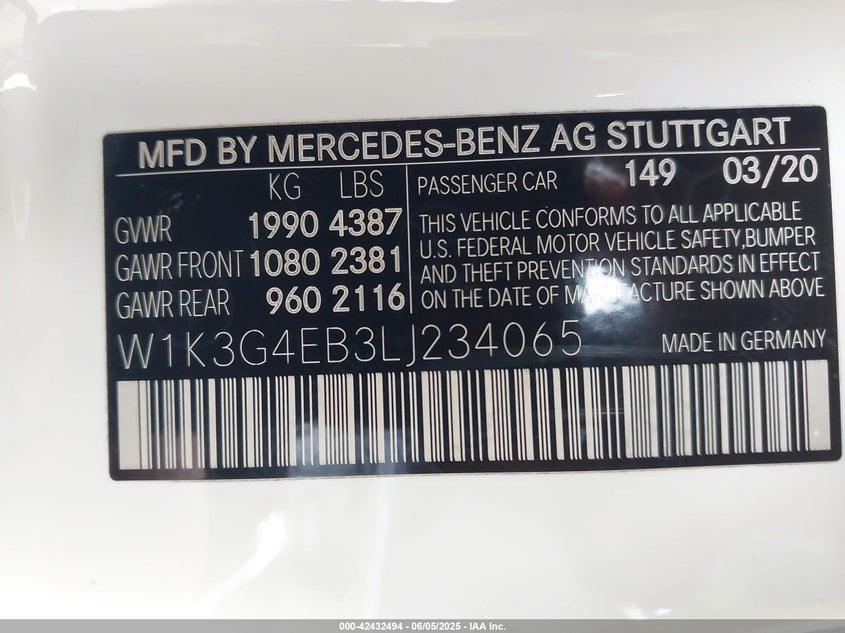 MFD BY MERCEDES-BENZ AG STUTTGART
KG LBS
GVWR 1990 4387
GAWR FRONT 1080 2381
GAWR REAR 960 2116
PASSENGER CAR 149 03/20
THIS VEHICLE CONFORMS TO ALL APPLICABLE
U.S. FEDERAL MOTOR VEHICLE SAFETY,BUMPER
AND THEFT PREVENTION STANDARDS IN EFFECT
ON THE DATE OF MANUFACTURE SHOWN ABOVE
W1K3G4EB3LJ234065 MADE IN GERMANY
000-42432494 - 06/05/2025 - IAA Inc.